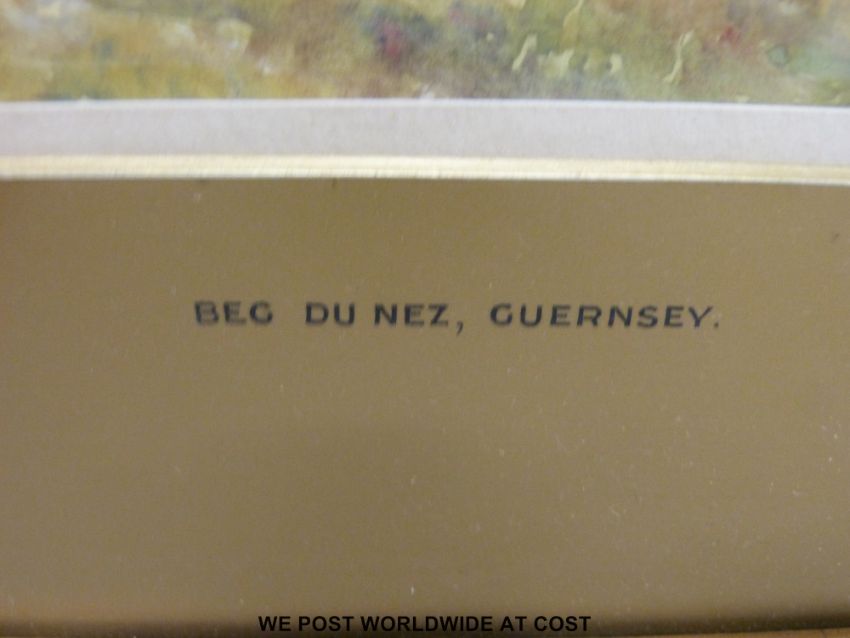 BEG DU NEZ, GUERNSEY.
WE POST WORLDWIDE AT COST